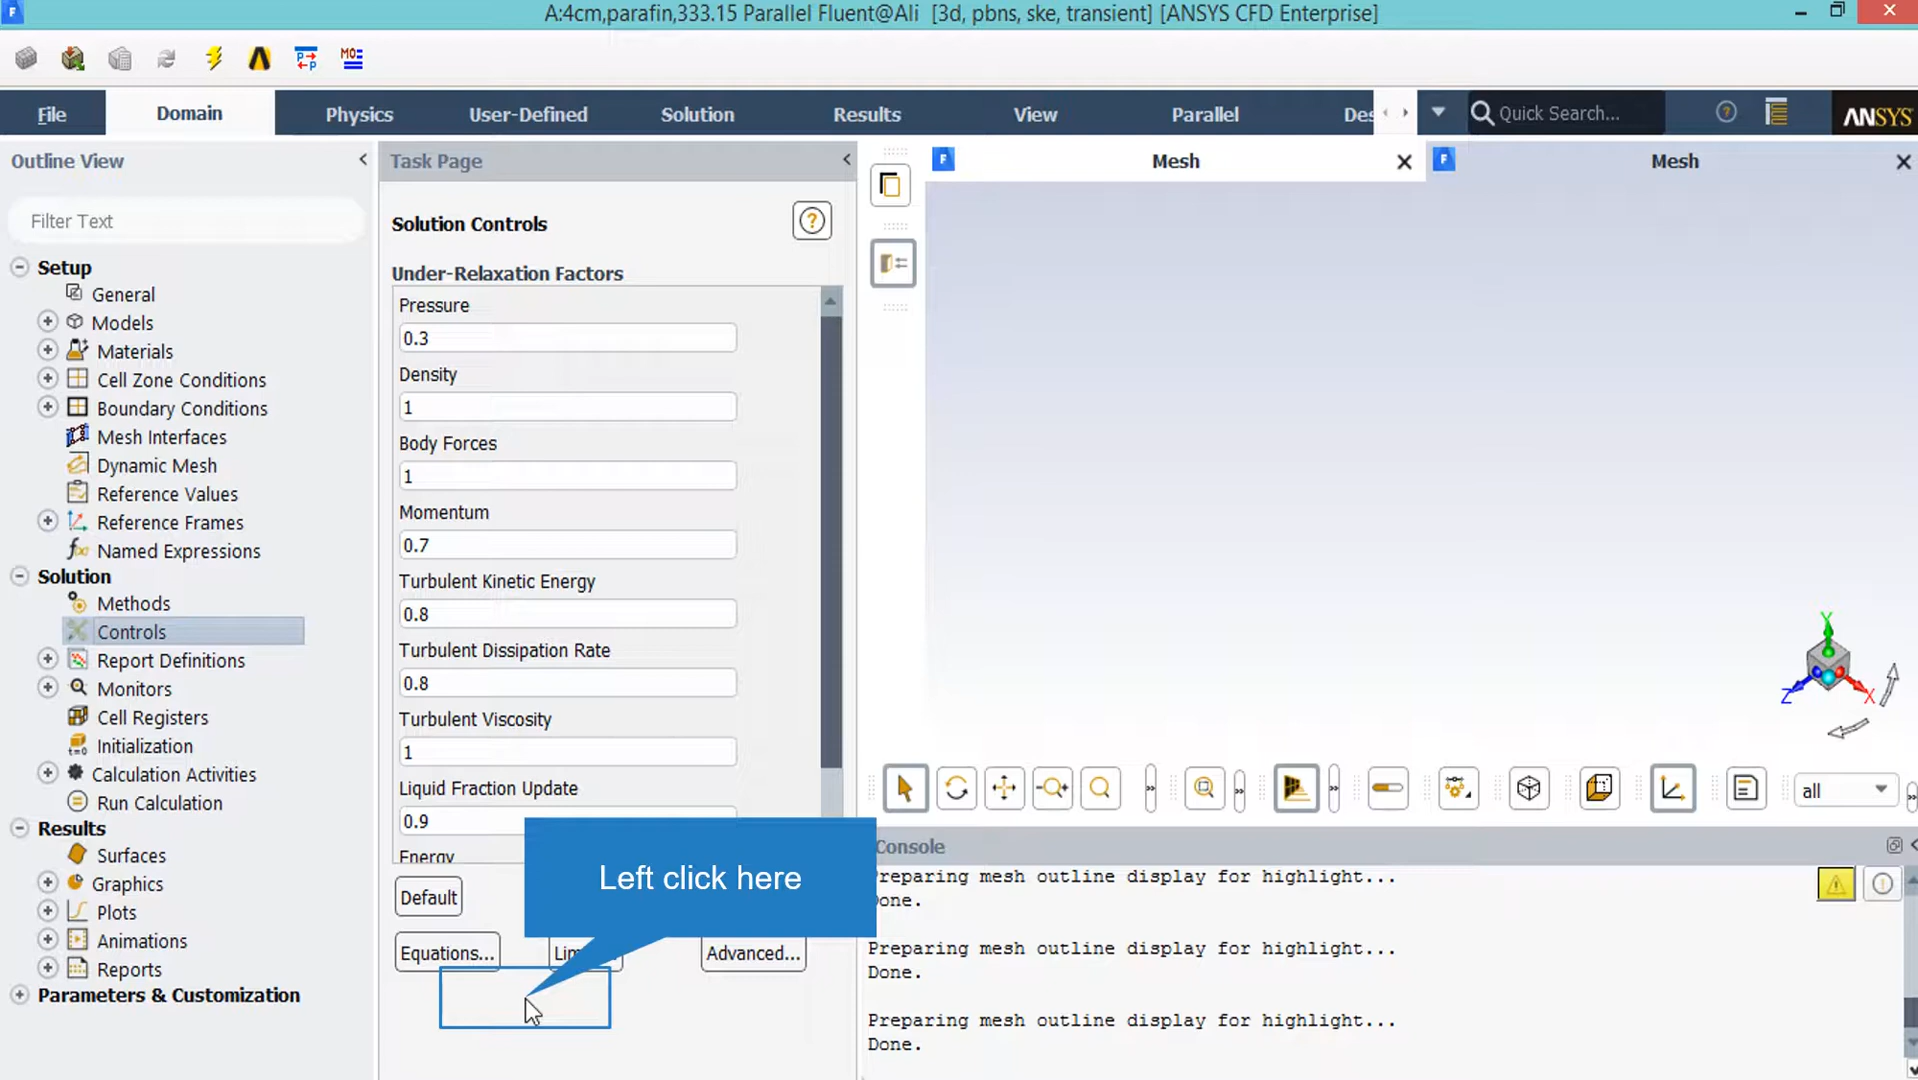 A:4cm,parafin,333.15 Parallel Fluent@Ali [3d, pbns, ske, transient] [ANSYS CFD Enterprise]
File
Domain
Physics
User-Defined
Solution
Results
View
Parallel
Des
Quick Search...
ANSYS
Outline View
Filter Text
Setup
General
Models
Materials
Cell Zone Conditions
Boundary Conditions
Mesh Interfaces
Dynamic Mesh
Reference Values
Reference Frames
Named Expressions
Solution
Methods
Controls
Report Definitions
Monitors
Cell Registers
Initialization
Calculation Activities
Run Calculation
Results
Surfaces
Graphics
Plots
Animations
Reports
Parameters & Customization
Task Page
Solution Controls
Under-Relaxation Factors
Pressure
0.3
Density
1
Body Forces
1
Momentum
0.7
Turbulent Kinetic Energy
0.8
Turbulent Dissipation Rate
0.8
Turbulent Viscosity
1
Liquid Fraction Update
0.9
Energy
Default
Equations...
Advanced...
Left click here
Mesh
Mesh
Y
Z
X
all
Console
Preparing mesh outline display for highlight...
Done.
Preparing mesh outline display for highlight...
Done.
Preparing mesh outline display for highlight...
Done.